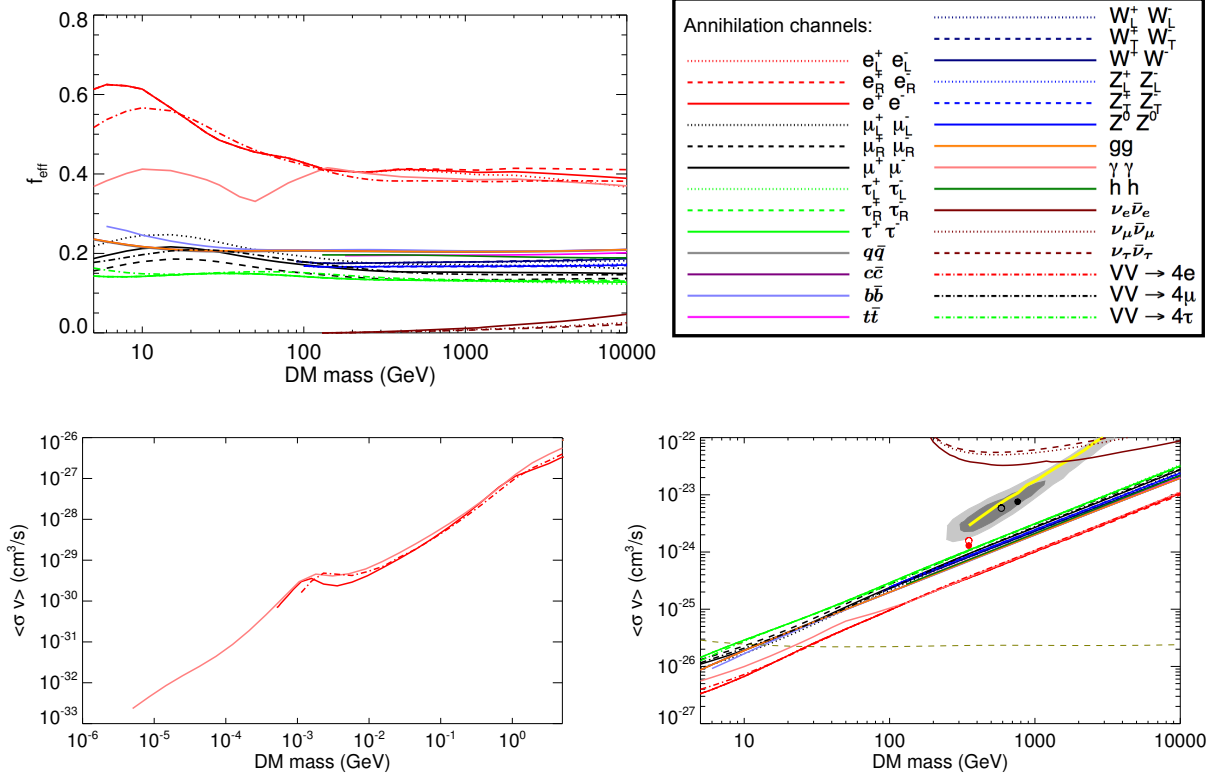 0.8
0.6
0.4
0.2
0.0
f_eff
10 100 1000 10000
DM mass (GeV)
Annihilation channels:
e_L^+ e_L^-
e_R^+ e_R^-
e^+ e^-
μ_L^+ μ_L^-
μ_R^+ μ_R^-
μ^+ μ^-
τ_L^+ τ_L^-
τ_R^+ τ_R^-
τ^+ τ^-
qq̄
cc̄
bb̄
tt̄
W_L^+ W_L^-
W_T^+ W_T^-
W^+ W^-
Z_L^+ Z_L^-
Z_T^+ Z_T^-
Z^0 Z^0
gg
γ γ
h h
ν_e ν̄_e
ν_μ ν̄_μ
ν_τ ν̄_τ
VV → 4e
VV → 4μ
VV → 4τ
10^-26
10^-27
10^-28
10^-29
10^-30
10^-31
10^-32
10^-33
<σ v> (cm^3/s)
10^-6 10^-5 10^-4 10^-3 10^-2 10^-1 10^0
DM mass (GeV)
10^-22
10^-23
10^-24
10^-25
10^-26
10^-27
<σ v> (cm^3/s)
10 100 1000 10000
DM mass (GeV)